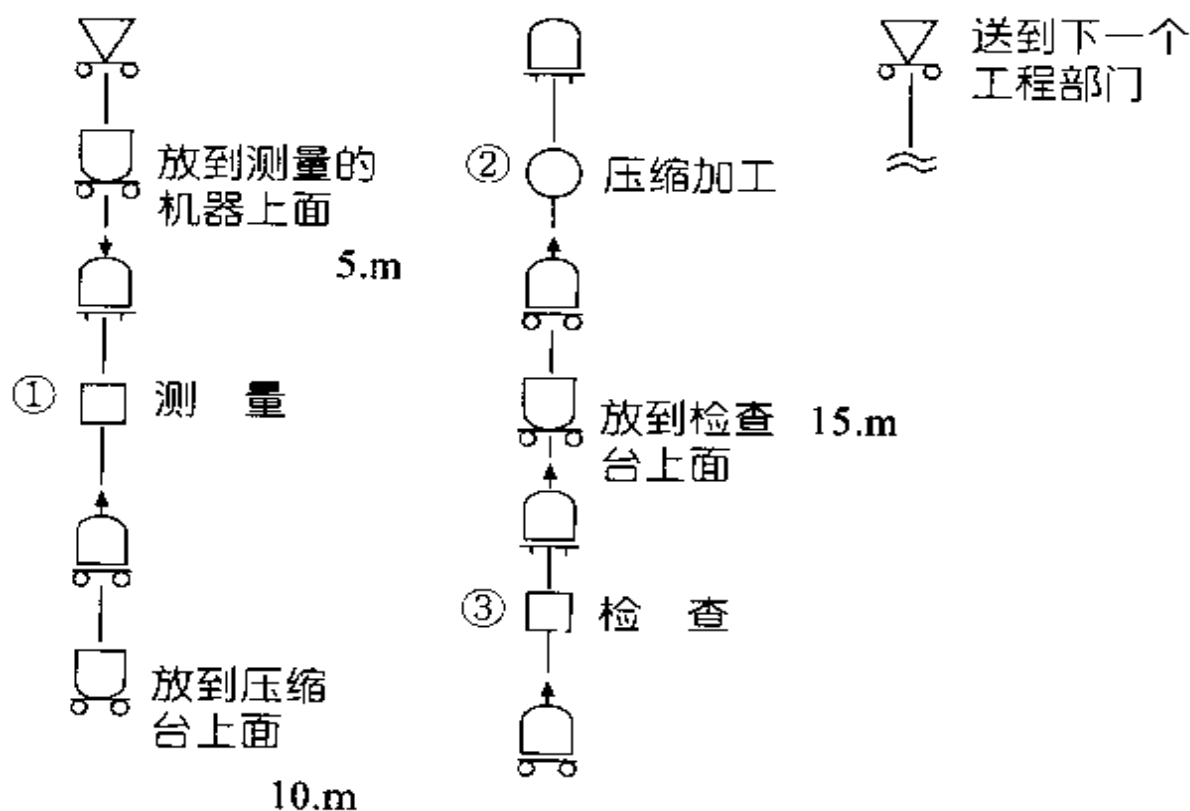 放到测量的
机器上面
5.m
① 测 量
放到压缩
台上面
10.m
② 压缩加工
放到检查 15.m
台上面
③ 检 查
送到下一个
工程部门